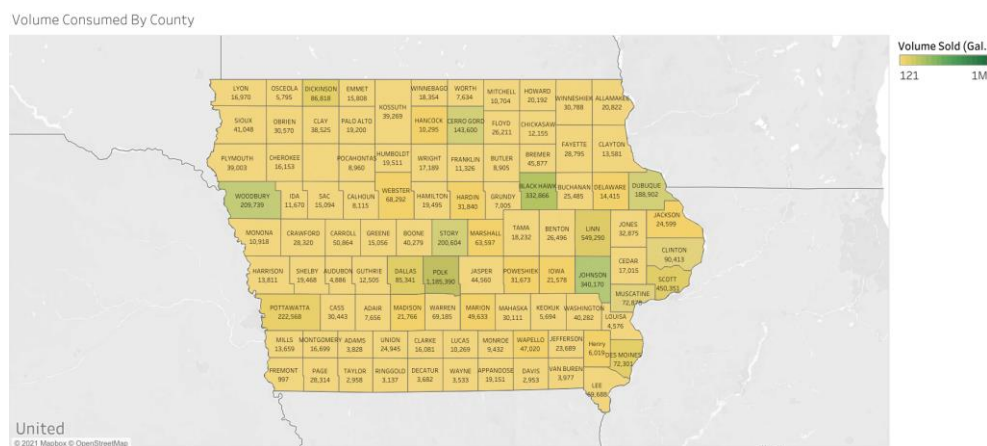 Volume Consumed By County
Volume Sold (Gal.
121 1M
LYON
16,970
OSCEOLA
5,795
DICKINSON
86,818
EMMET
15,808
KOSSUTH
39,269
WINNEBAGO
18,354
WORTH
7,634
MITCHELL
10,704
HOWARD
20,192
WINNESHIEK
30,788
ALLAMAKEE
20,822
SIOUX
41,048
OBRIEN
30,570
CLAY
38,525
PALO ALTO
19,200
HANCOCK
10,295
CERRO GORD
143,600
FLOYD
26,211
CHICKASAW
12,155
FAYETTE
28,795
CLAYTON
13,581
PLYMOUTH
39,003
CHEROKEE
16,153
POCAHONTAS
8,960
HUMBOLDT
19,511
WRIGHT
17,189
FRANKLIN
11,326
BUTLER
8,905
BREMER
45,877
WOODBURY
209,739
IDA
11,670
SAC
15,094
CALHOUN
8,115
WEBSTER
68,292
HAMILTON
19,495
HARDIN
31,840
GRUNDY
7,005
BLACK HAWK
332,866
BUCHANAN
25,485
DELAWARE
14,415
DUBUQUE
188,902
MONONA
10,918
CRAWFORD
28,320
CARROLL
50,864
GREENE
15,056
BOONE
40,279
STORY
200,604
MARSHALL
63,597
TAMA
18,232
BENTON
26,496
LINN
549,290
JONES
32,875
JACKSON
24,599
CLINTON
90,413
HARRISON
13,811
SHELBY
19,468
AUDUBON
4,886
GUTHRIE
12,505
DALLAS
85,341
POLK
1,185,390
JASPER
44,560
POWESHIEK
31,673
IOWA
21,578
JOHNSON
340,170
CEDAR
17,015
SCOTT
450,351
MUSCATINE
72,878
POTTAWATTA
222,568
CASS
30,443
ADAIR
7,656
MADISON
21,766
WARREN
69,185
MARION
49,633
MAHASKA
30,111
KEOKUK
5,694
WASHINGTON
40,282
LOUISA
4,576
MILLS
13,659
MONTGOMERY
16,699
ADAMS
3,828
UNION
24,945
CLARKE
16,081
LUCAS
10,269
MONROE
9,432
WAPELLO
47,020
JEFFERSON
23,689
Henry
6,019
DES MOINES
72,301
FREMONT
997
PAGE
28,314
TAYLOR
2,958
RINGGOLD
3,137
DECATUR
3,682
WAYNE
3,533
APPANOOSE
19,151
DAVIS
2,953
VAN BUREN
3,977
LEE
United
© 2021 Mapbox © OpenStreetMap